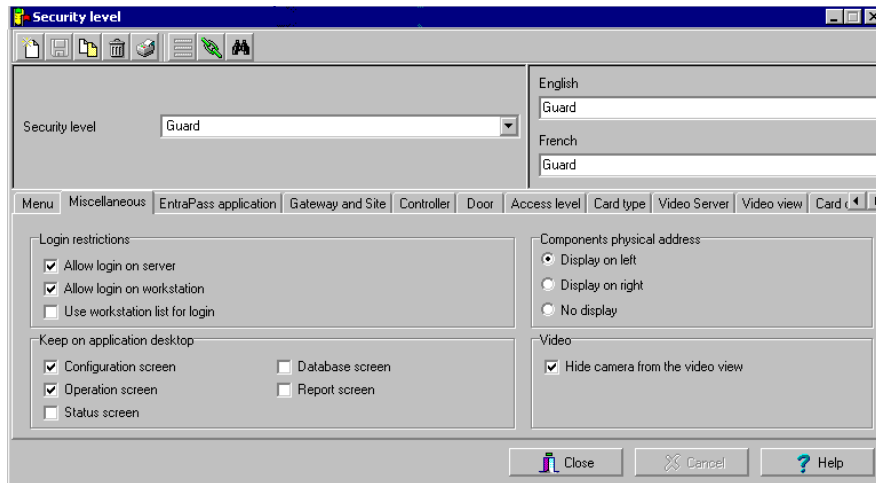 Security level
English
Guard
Security level Guard
French
Guard
Menu Miscellaneous EntraPass application Gateway and Site Controller Door Access level Card type Video Server Video view Card
Login restrictions
Allow login on server
Allow login on workstation
Use workstation list for login
Components physical address
Display on left
Display on right
No display
Keep on application desktop
Configuration screen Database screen
Operation screen Report screen
Status screen
Video
Hide camera from the video view
Close Cancel Help